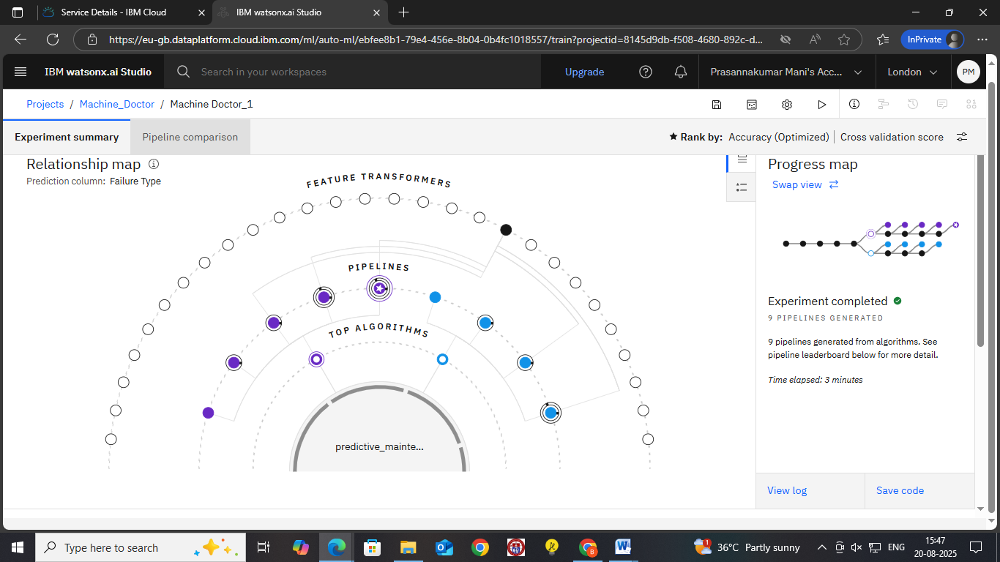 Service Details - IBM Cloud
IBM watsonx.ai Studio
https://eu-gb.dataplatform.cloud.ibm.com/ml/auto-ml/ebfee8b1-79e4-456e-8b04-0b4fc1018557/train?projectid=8145d9db-f508-4680-892c-d...
InPrivate
IBM watsonx.ai Studio
Search in your workspaces
Upgrade
Prasannakumar Mani's Acc...
London
PM
Projects / Machine_Doctor / Machine Doctor_1
Experiment summary
Pipeline comparison
Rank by: Accuracy (Optimized) | Cross validation score
Relationship map
Prediction column: Failure Type
FEATURE TRANSFORMERS
PIPELINES
TOP ALGORITHMS
predictive_mainte...
Progress map
Swap view
Experiment completed
9 PIPELINES GENERATED
9 pipelines generated from algorithms. See
pipeline leaderboard below for more detail.
Time elapsed: 3 minutes
View log
Save code
Type here to search
1
36°C Partly sunny
ENG
15:47
20-08-2025